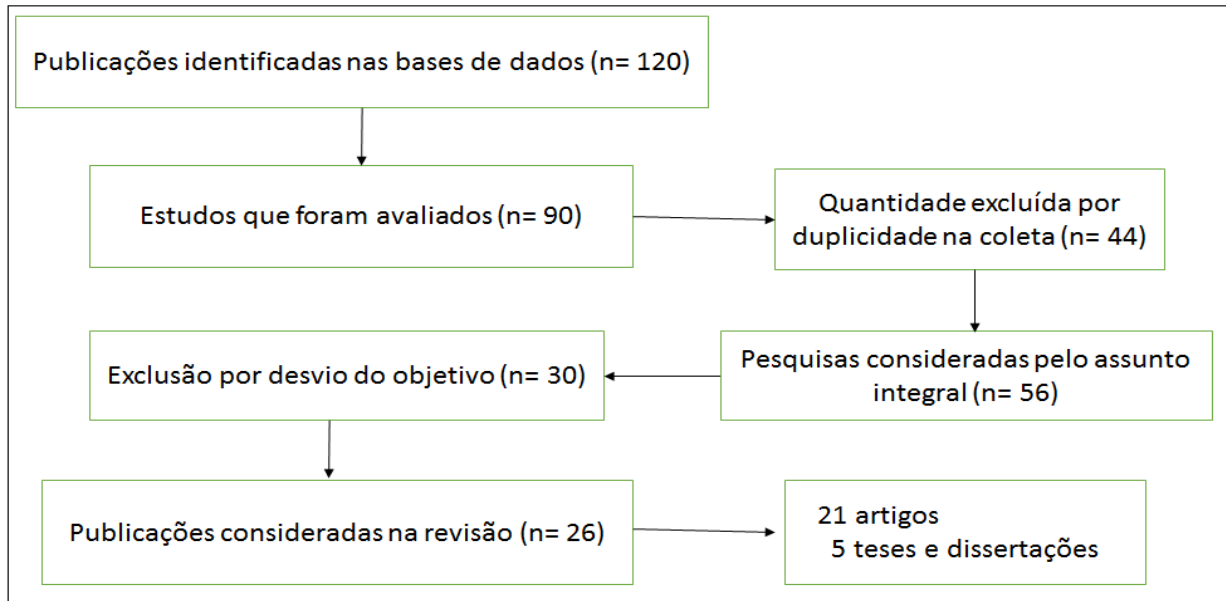 Publicações identificadas nas bases de dados (n= 120)
Estudos que foram avaliados (n= 90)
Quantidade excluída por
duplicidade na coleta (n= 44)
Pesquisas consideradas pelo assunto
integral (n= 56)
Exclusão por desvio do objetivo (n= 30)
Publicações consideradas na revisão (n= 26)
21 artigos
5 teses e dissertações